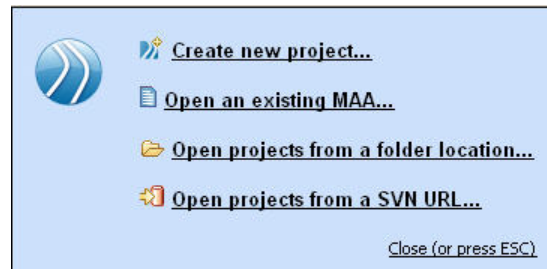 Create new project...
Open an existing MAA...
Open projects from a folder location...
Open projects from a SVN URL...
Close (or press ESC)